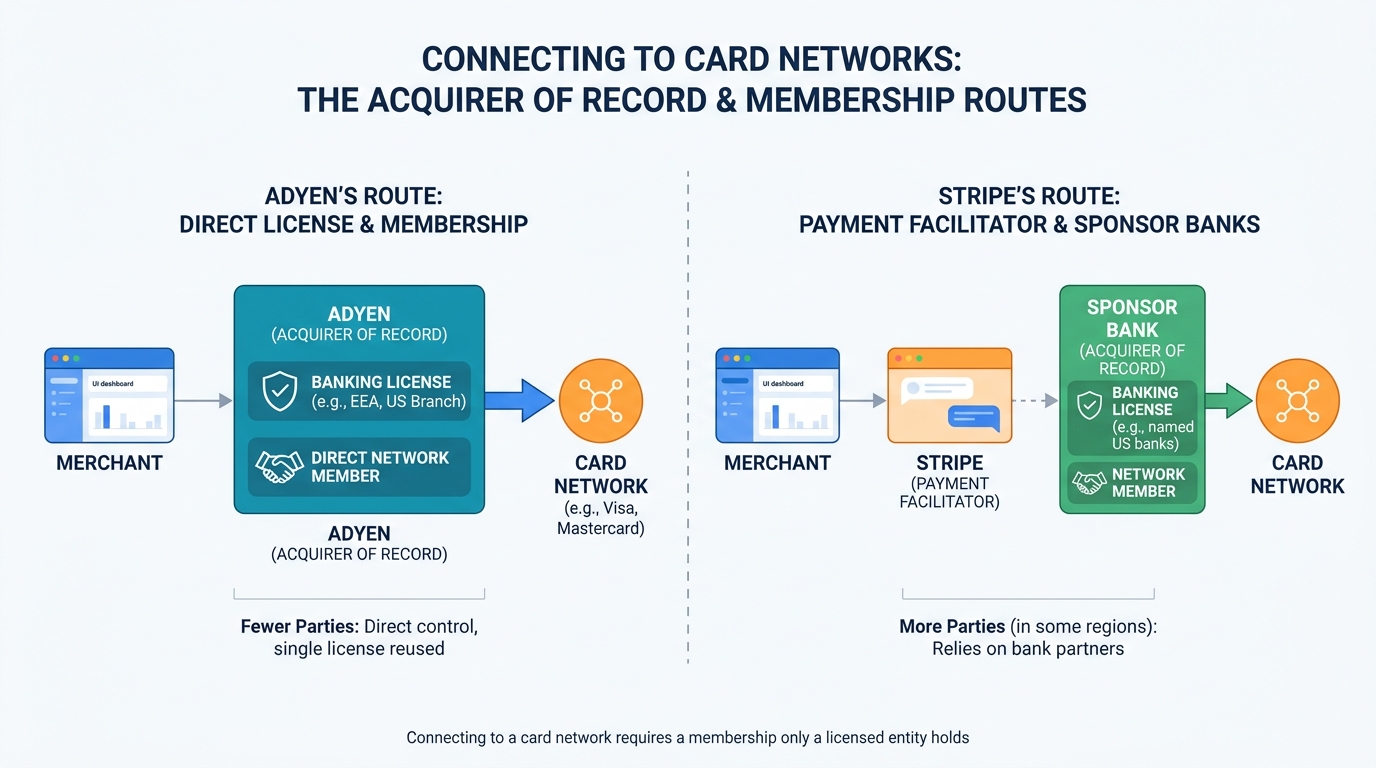 CONNECTING TO CARD NETWORKS:
THE ACQUIRER OF RECORD & MEMBERSHIP ROUTES
ADYEN'S ROUTE:
DIRECT LICENSE & MEMBERSHIP
UI dashboard
MERCHANT
ADYEN
(ACQUIRER OF RECORD)
BANKING LICENSE
(e.g., EEA, US Branch)
DIRECT NETWORK
MEMBER
ADYEN
(ACQUIRER OF RECORD)
CARD
NETWORK
(e.g., Visa,
Mastercard)
Fewer Parties: Direct control,
single license reused
STRIPE'S ROUTE:
PAYMENT FACILITATOR & SPONSOR BANKS
UI dashboard
MERCHANT
STRIPE
(PAYMENT
FACILITATOR)
SPONSOR
BANK
(ACQUIRER OF
RECORD)
BANKING
LICENSE
(e.g., named
US banks)
NETWORK
MEMBER
CARD
NETWORK
More Parties (in some regions):
Relies on bank partners
Connecting to a card network requires a membership only a licensed entity holds